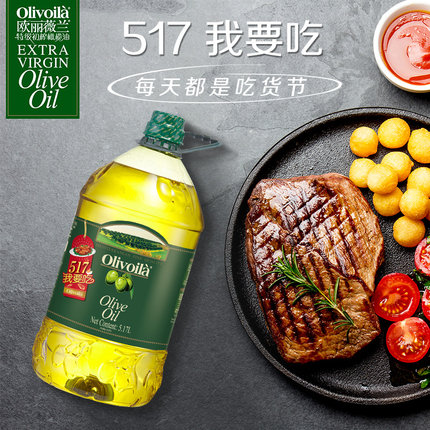 Olivoilà
欧丽薇兰
特级初榨橄榄油
EXTRA
VIRGIN
Olive
Oil
517 我要吃
每天都是吃货节
Olivoilà
517
我要吃
Olive
Oil
Net Content: 5.17L